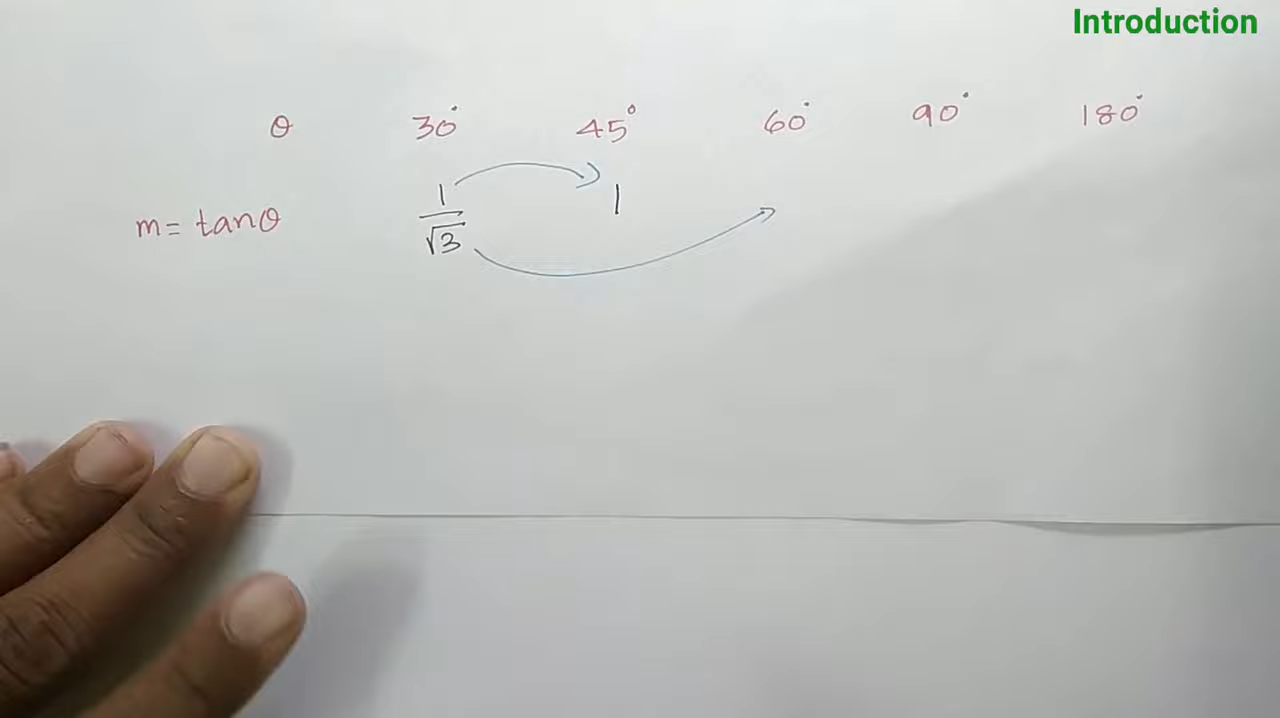 Introduction
θ 30° 45° 60° 90° 180°
m = tanθ 1/√3 1